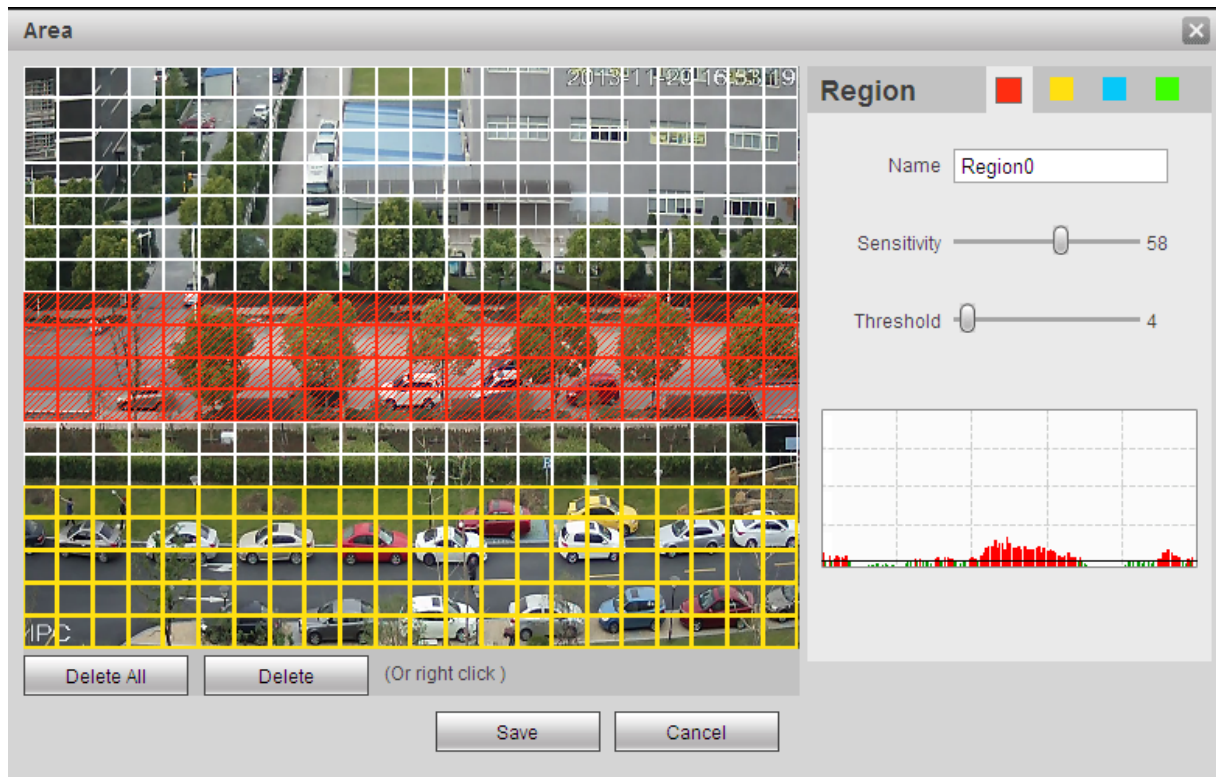 Area
2013-11-29 16:53:19
Region
Name Region0
Sensitivity 58
Threshold 4
IPC
Delete All
Delete
(Or right click )
Save
Cancel